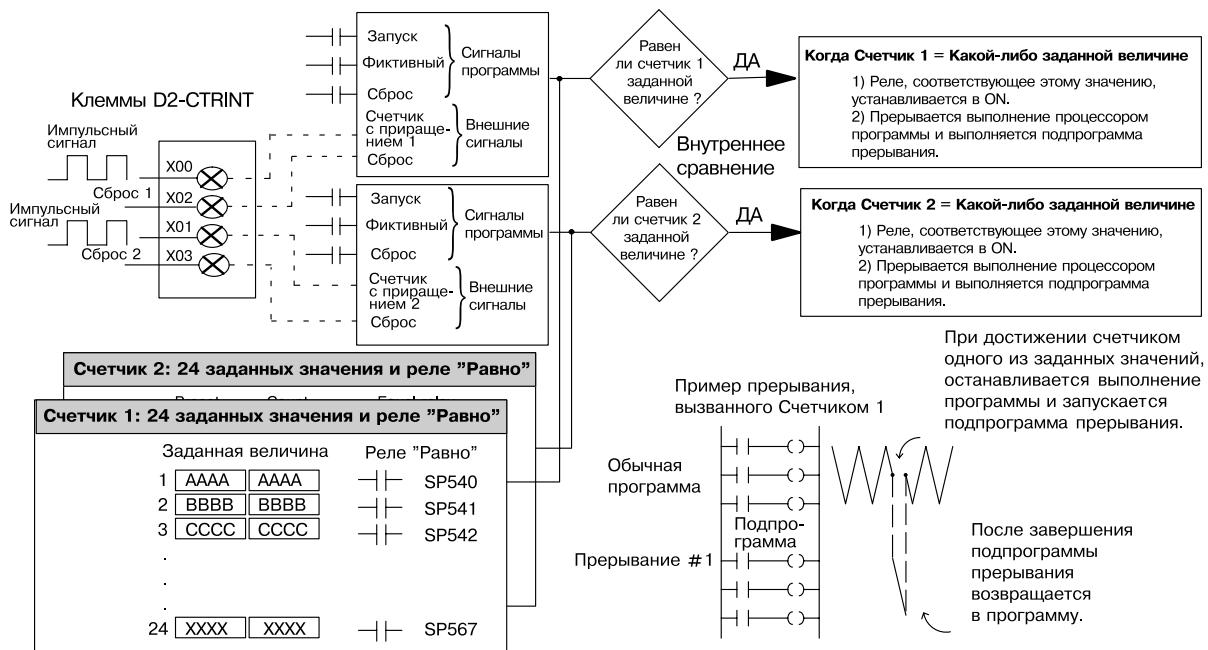 Клеммы D2-CTRINT
Импульсный
сигнал
Сброс 1
Импульсный
сигнал
Сброс 2
X00
X02
X01
X03
Запуск
Фиктивный
Сброс
Сигналы
программы
Счетчик
с прираще-
нием 1
Сброс
Внешние
сигналы
Запуск
Фиктивный
Сброс
Сигналы
программы
Счетчик
с прираще-
нием 2
Сброс
Внешние
сигналы
Равен
ли счетчик 1
заданной
величине ?
ДА
Внутреннее
сравнение
Равен
ли счетчик 2
заданной
величине ?
ДА
Когда Счетчик 1 = Какой-либо заданной величине
1) Реле, соответствующее этому значению,
устанавливается в ON.
2) Прерывается выполнение процессором
программы и выполняется подпрограмма
прерывания.
Когда Счетчик 2 = Какой-либо заданной величине
1) Реле, соответствующее этому значению,
устанавливается в ON.
2) Прерывается выполнение процессором
программы и выполняется подпрограмма
прерывания.
Счетчик 2: 24 заданных значения и реле ”Равно”
Счетчик 1: 24 заданных значения и реле ”Равно”
Заданная величина Реле "Равно"
1 AAAA AAAA SP540
2 BBBB BBBB SP541
3 CCCC CCCC SP542
.
.
.
24 XXXX XXXX SP567
Пример прерывания,
вызванного Счетчиком 1
Обычная
программа
Подпро-
грамма
Прерывание #1
При достижении счетчиком
одного из заданных значений,
останавливается выполнение
программы и запускается
подпрограмма прерывания.
После завершения
подпрограммы
прерывания
возвращается
в программу.